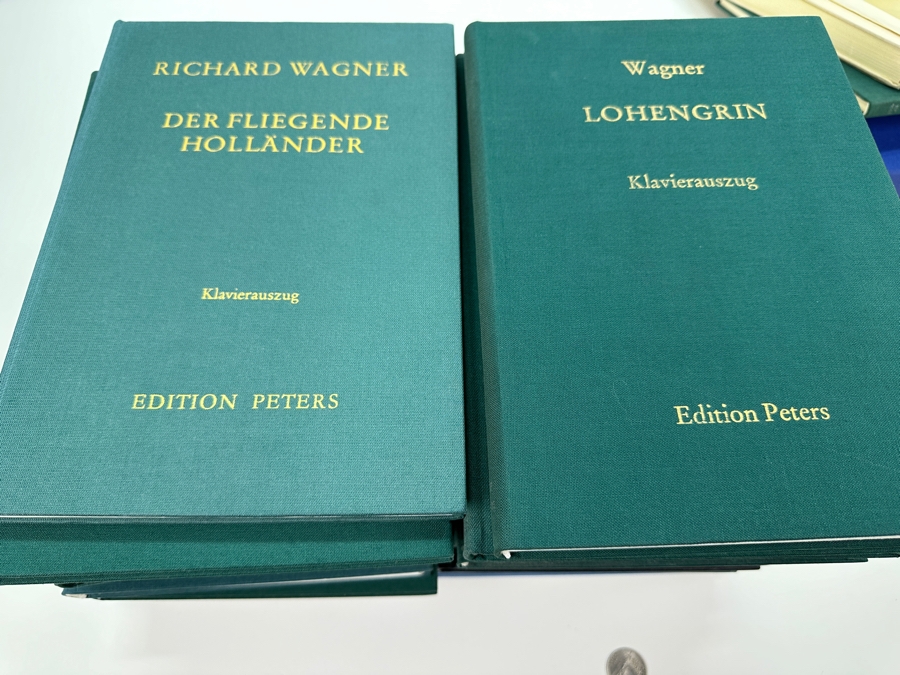 RICHARD WAGNER
DER FLIEGENDE
HOLLÄNDER
Klavierauszug
EDITION PETERS
Wagner
LOHENGRIN
Klavierauszug
Edition Peters